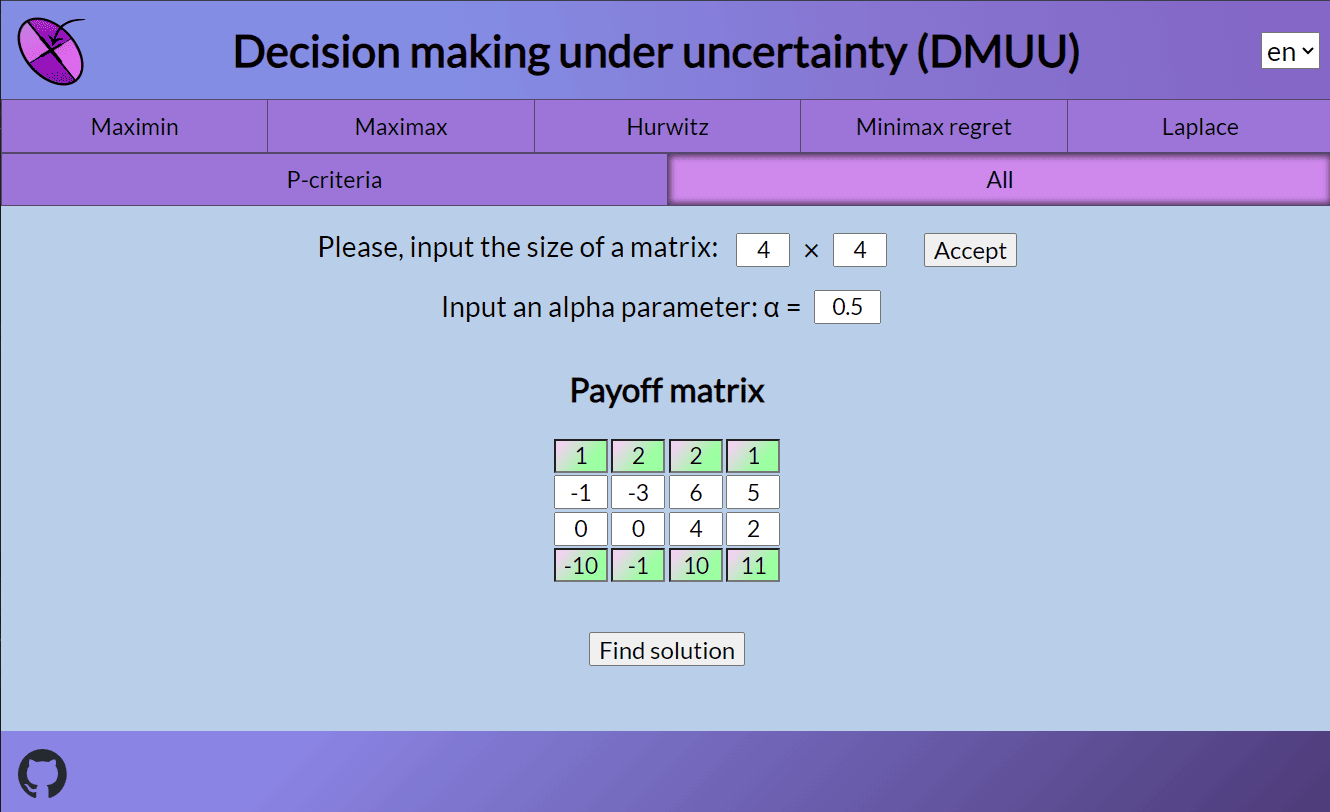 Decision making under uncertainty (DMUU)
en
Maximin Maximax Hurwitz Minimax regret Laplace
P-criteria All
Please, input the size of a matrix: 4 × 4 Accept
Input an alpha parameter: α = 0.5
Payoff matrix
1 2 2 1
-1 -3 6 5
0 0 4 2
-10 -1 10 11
Find solution